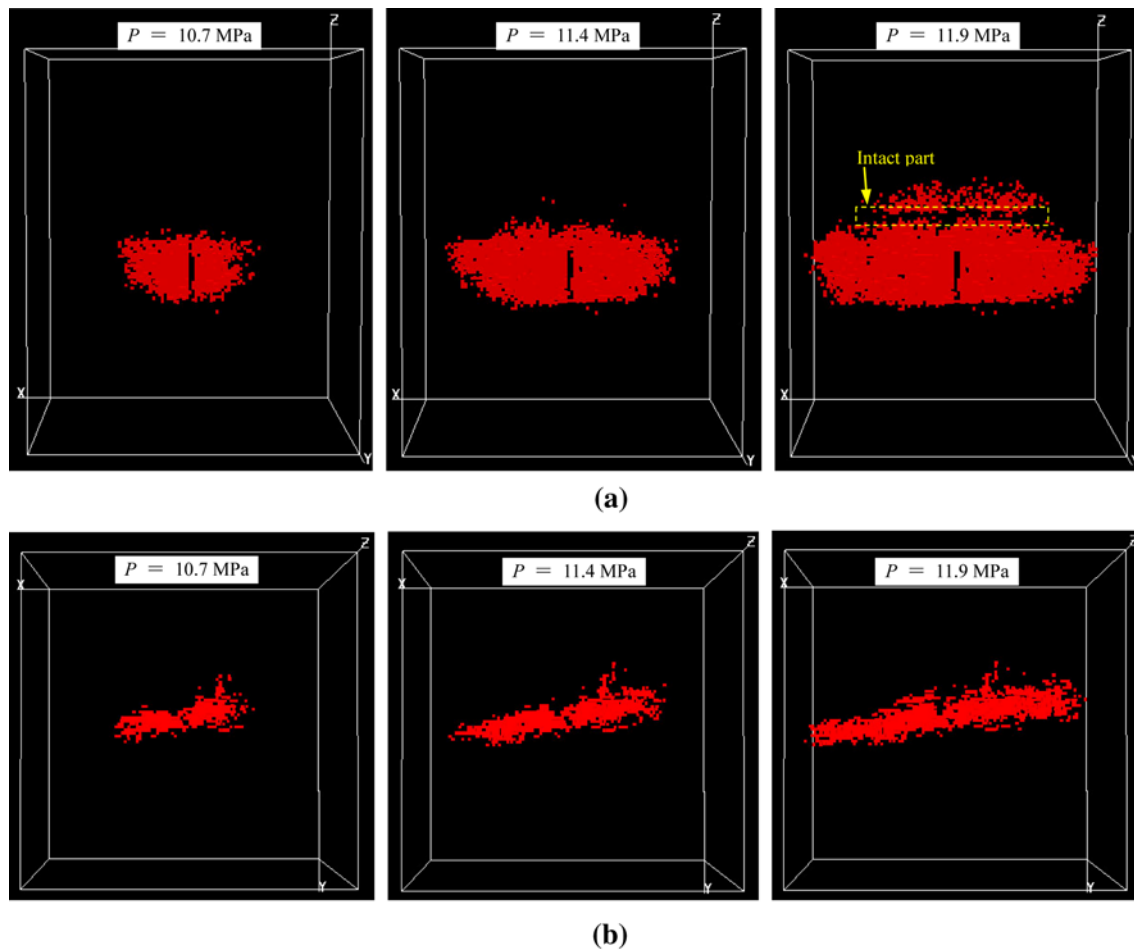 P = 10.7 MPa
P = 11.4 MPa
P = 11.9 MPa
Z
Z
Z
Intact part
X
X
X
Y
Y
Y
(a)
Z
Z
Z
P = 10.7 MPa
P = 11.4 MPa
P = 11.9 MPa
X
X
X
Y
Y
Y
(b)